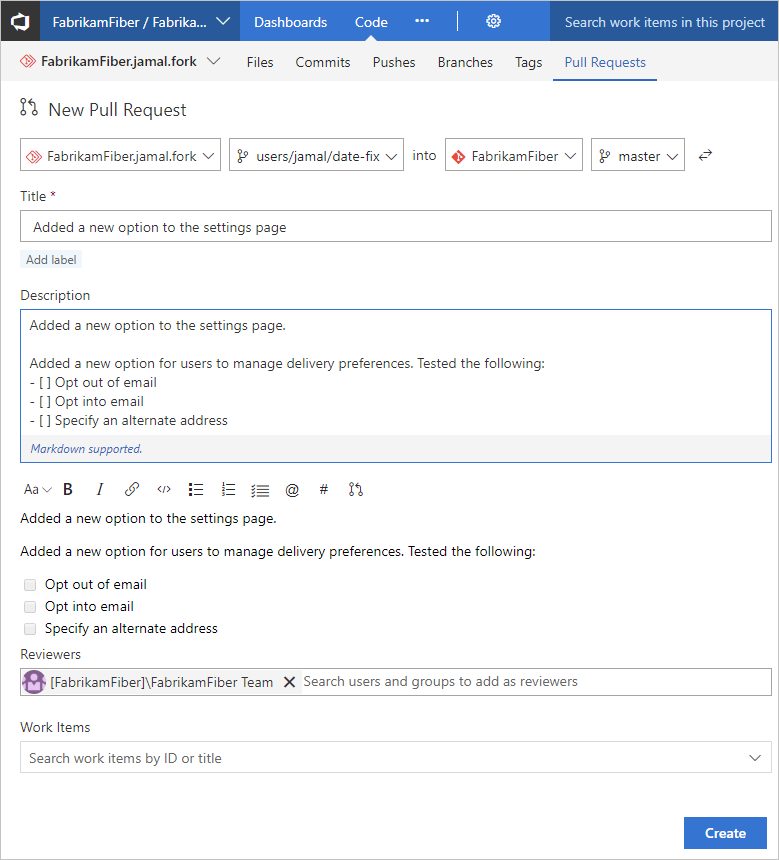 FabrikamFiber / Fabrika... Dashboards Code ··· Search work items in this project
FabrikamFiber.jamal.fork Files Commits Pushes Branches Tags Pull Requests
New Pull Request
FabrikamFiber.jamal.fork users/jamal/date-fix into FabrikamFiber master
Title *
Added a new option to the settings page
Add label
Description
Added a new option to the settings page.
Added a new option for users to manage delivery preferences. Tested the following:
- [ ] Opt out of email
- [ ] Opt into email
- [ ] Specify an alternate address
Markdown supported.
Aa B I </> @ #
Added a new option to the settings page.
Added a new option for users to manage delivery preferences. Tested the following:
Opt out of email
Opt into email
Specify an alternate address
Reviewers
[FabrikamFiber]\FabrikamFiber Team Search users and groups to add as reviewers
Work Items
Search work items by ID or title
Create